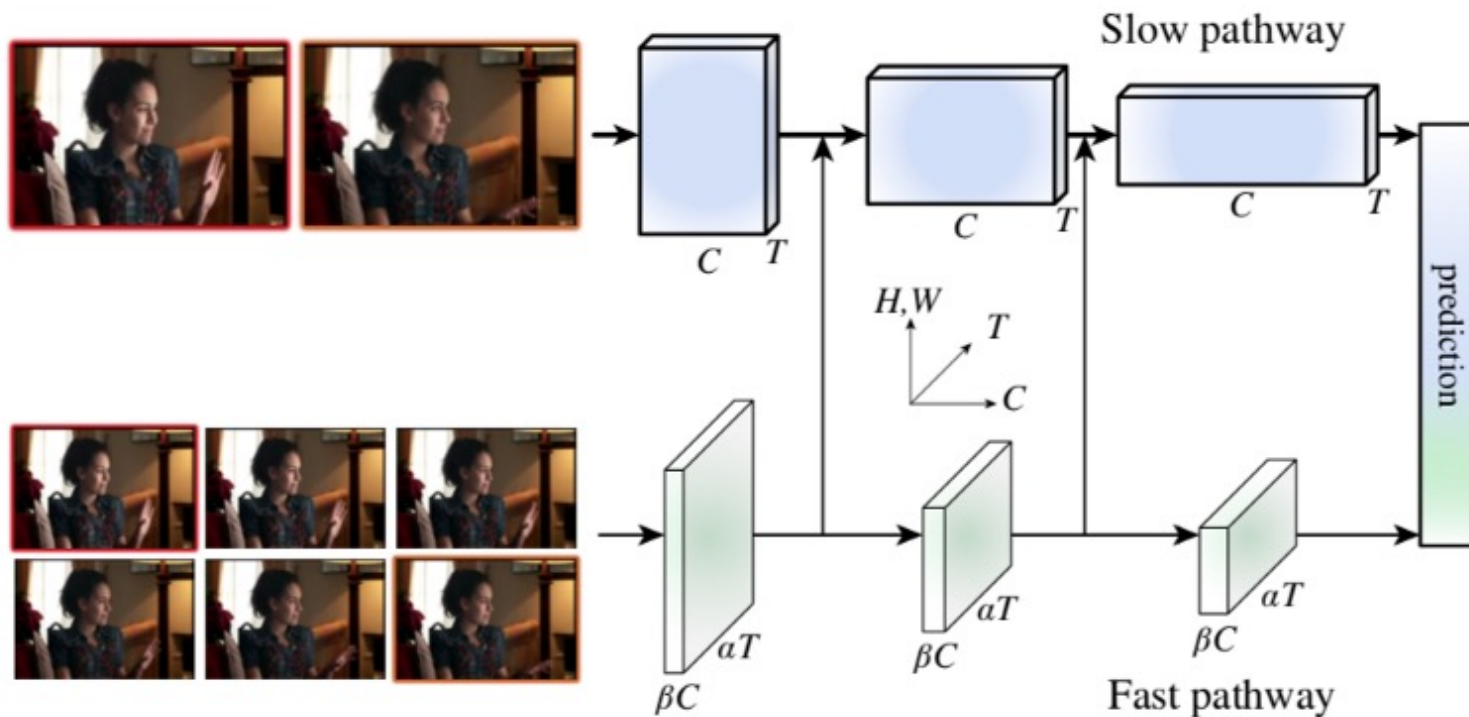 Slow pathway
C
T
C
T
C
T
prediction
H,W
T
C
αT
βC
αT
βC
αT
βC
Fast pathway